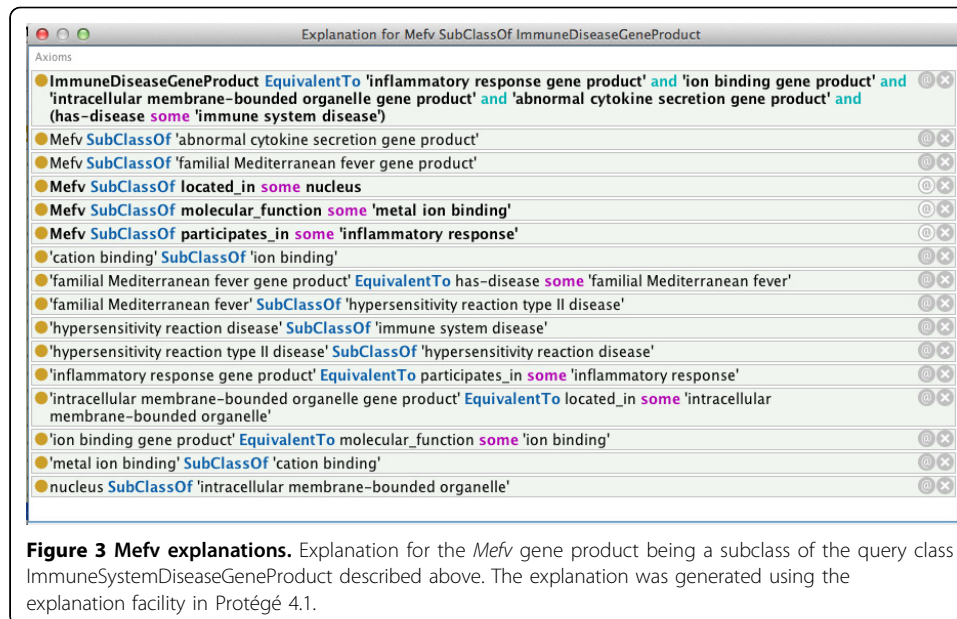 Explanation for Mefv SubClassOf ImmuneDiseaseGeneProduct
Axioms
ImmuneDiseaseGeneProduct EquivalentTo 'inflammatory response gene product' and 'ion binding gene product' and
'intracellular membrane-bounded organelle gene product' and 'abnormal cytokine secretion gene product' and
(has-disease some 'immune system disease')
Mefv SubClassOf 'abnormal cytokine secretion gene product'
Mefv SubClassOf 'familial Mediterranean fever gene product'
Mefv SubClassOf located_in some nucleus
Mefv SubClassOf molecular_function some 'metal ion binding'
Mefv SubClassOf participates_in some 'inflammatory response'
'cation binding' SubClassOf 'ion binding'
'familial Mediterranean fever gene product' EquivalentTo has-disease some 'familial Mediterranean fever'
'familial Mediterranean fever' SubClassOf 'hypersensitivity reaction type II disease'
'hypersensitivity reaction disease' SubClassOf 'immune system disease'
'hypersensitivity reaction type II disease' SubClassOf 'hypersensitivity reaction disease'
'inflammatory response gene product' EquivalentTo participates_in some 'inflammatory response'
'intracellular membrane-bounded organelle gene product' EquivalentTo located_in some 'intracellular
membrane-bounded organelle'
'ion binding gene product' EquivalentTo molecular_function some 'ion binding'
'metal ion binding' SubClassOf 'cation binding'
nucleus SubClassOf 'intracellular membrane-bounded organelle'
Figure 3 Mefv explanations. Explanation for the Mefv gene product being a subclass of the query class
ImmuneSystemDiseaseGeneProduct described above. The explanation was generated using the
explanation facility in Protégé 4.1.